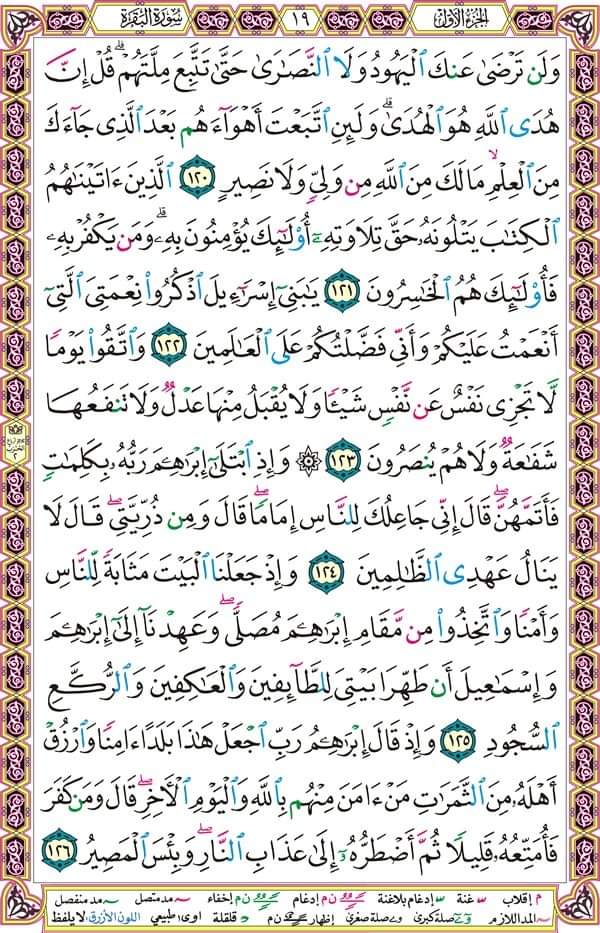 الجزء الأول
١٩
سورة البقرة
وَلَن تَرْضَىٰ عَنكَ ٱلْيَهُودُ وَلَا ٱلنَّصَٰرَىٰ حَتَّىٰ تَتَّبِعَ مِلَّتَهُمْ ۗ قُلْ إِنَّ
هُدَى ٱللَّهِ هُوَ ٱلْهُدَىٰ ۗ وَلَئِنِ ٱتَّبَعْتَ أَهْوَآءَهُم بَعْدَ ٱلَّذِى جَآءَكَ
مِنَ ٱلْعِلْمِ ۙ مَا لَكَ مِنَ ٱللَّهِ مِن وَلِىٍّ وَلَا نَصِيرٍ ١٢٠ ٱلَّذِينَ ءَاتَيْنَٰهُمُ
ٱلْكِتَٰبَ يَتْلُونَهُۥ حَقَّ تِلَاوَتِهِۦٓ أُو۟لَٰٓئِكَ يُؤْمِنُونَ بِهِۦ ۗ وَمَن يَكْفُرْ بِهِۦ
فَأُو۟لَٰٓئِكَ هُمُ ٱلْخَٰسِرُونَ ١٢١ يَٰبَنِىٓ إِسْرَٰٓءِيلَ ٱذْكُرُوا۟ نِعْمَتِىَ ٱلَّتِىٓ
أَنْعَمْتُ عَلَيْكُمْ وَأَنِّى فَضَّلْتُكُمْ عَلَى ٱلْعَٰلَمِينَ ١٢٢ وَٱتَّقُوا۟ يَوْمًا
لَّا تَجْزِى نَفْسٌ عَن نَّفْسٍ شَيْـًٔا وَلَا يُقْبَلُ مِنْهَا عَدْلٌ وَلَا تَنفَعُهَا
شَفَٰعَةٌ وَلَا هُمْ يُنصَرُونَ ١٢٣ ۞ وَإِذِ ٱبْتَلَىٰٓ إِبْرَٰهِـۧمَ رَبُّهُۥ بِكَلِمَٰتٍ
فَأَتَمَّهُنَّ ۖ قَالَ إِنِّى جَاعِلُكَ لِلنَّاسِ إِمَامًا ۖ قَالَ وَمِن ذُرِّيَّتِى ۖ قَالَ لَا
يَنَالُ عَهْدِى ٱلظَّٰلِمِينَ ١٢٤ وَإِذْ جَعَلْنَا ٱلْبَيْتَ مَثَابَةً لِّلنَّاسِ
وَأَمْنًا وَٱتَّخِذُوا۟ مِن مَّقَامِ إِبْرَٰهِـۧمَ مُصَلًّى ۖ وَعَهِدْنَآ إِلَىٰٓ إِبْرَٰهِـۧمَ
وَإِسْمَٰعِيلَ أَن طَهِّرَا بَيْتِىَ لِلطَّآئِفِينَ وَٱلْعَٰكِفِينَ وَٱلرُّكَّعِ
ٱلسُّجُودِ ١٢٥ وَإِذْ قَالَ إِبْرَٰهِـۧمُ رَبِّ ٱجْعَلْ هَٰذَا بَلَدًا ءَامِنًا وَٱرْزُقْ
أَهْلَهُۥ مِنَ ٱلثَّمَرَٰتِ مَنْ ءَامَنَ مِنْهُم بِٱللَّهِ وَٱلْيَوْمِ ٱلْءَاخِرِ ۖ قَالَ وَمَن كَفَرَ
فَأُمَتِّعُهُۥ قَلِيلًا ثُمَّ أَضْطَرُّهُۥٓ إِلَىٰ عَذَابِ ٱلنَّارِ ۖ وَبِئْسَ ٱلْمَصِيرُ ١٢٦
م إقلاب غنة إدغام بلاغنة ن م إدغام ن م إخفاء مد متصل مد منفصل
المد اللازم صلة كبرى صلة صغرى إظهار ن م قلقلة اوى طبيعي اللون الأزرق لا يلفظ